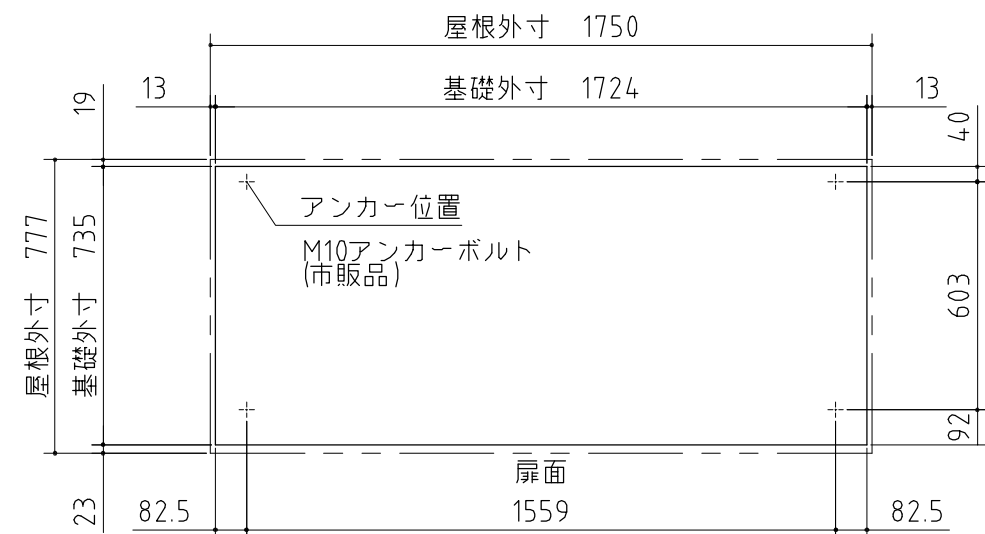 屋根外寸 1750
13
基礎外寸 1724
13
19
40
アンカー位置
M10アンカーボルト
(市販品)
屋根外寸 777
基礎外寸 735
603
92
扉面
23
82.5
1559
82.5